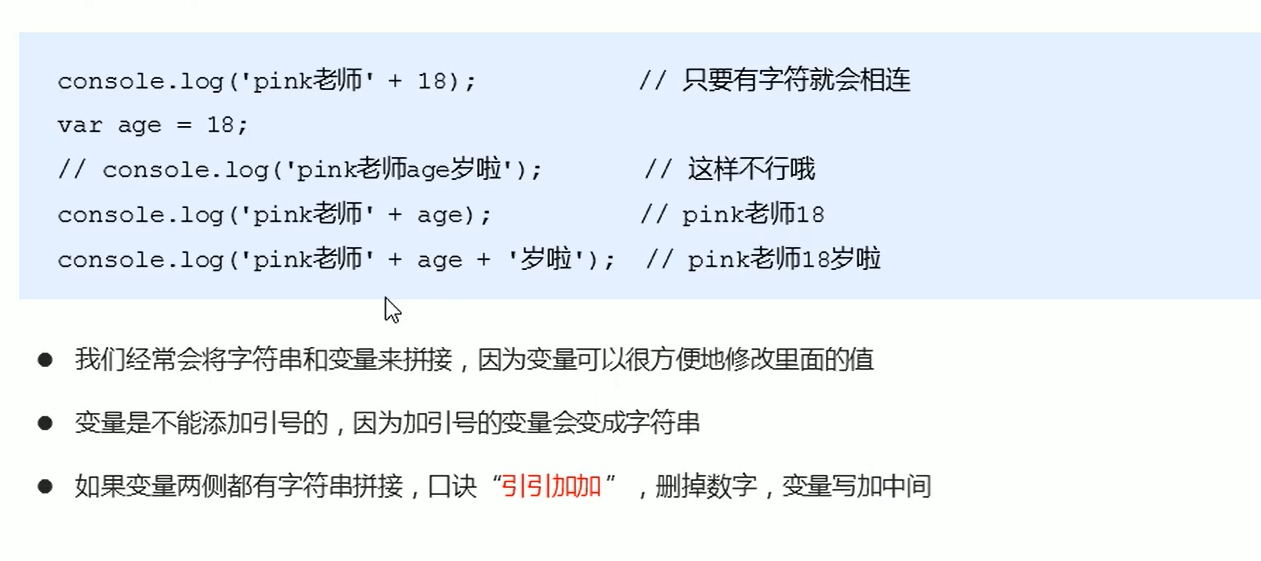 console.log('pink老师' + 18); // 只要有字符就会相连
var age = 18;
// console.log('pink老师age岁啦'); // 这样不行哦
console.log('pink老师' + age); // pink老师18
console.log('pink老师' + age + '岁啦'); // pink老师18岁啦
● 我们经常会将字符串和变量来拼接，因为变量可以很方便地修改里面的值
● 变量是不能添加引号的，因为加引号的变量会变成字符串
● 如果变量两侧都有字符串拼接，口诀“引引加加”，删掉数字，变量写加中间